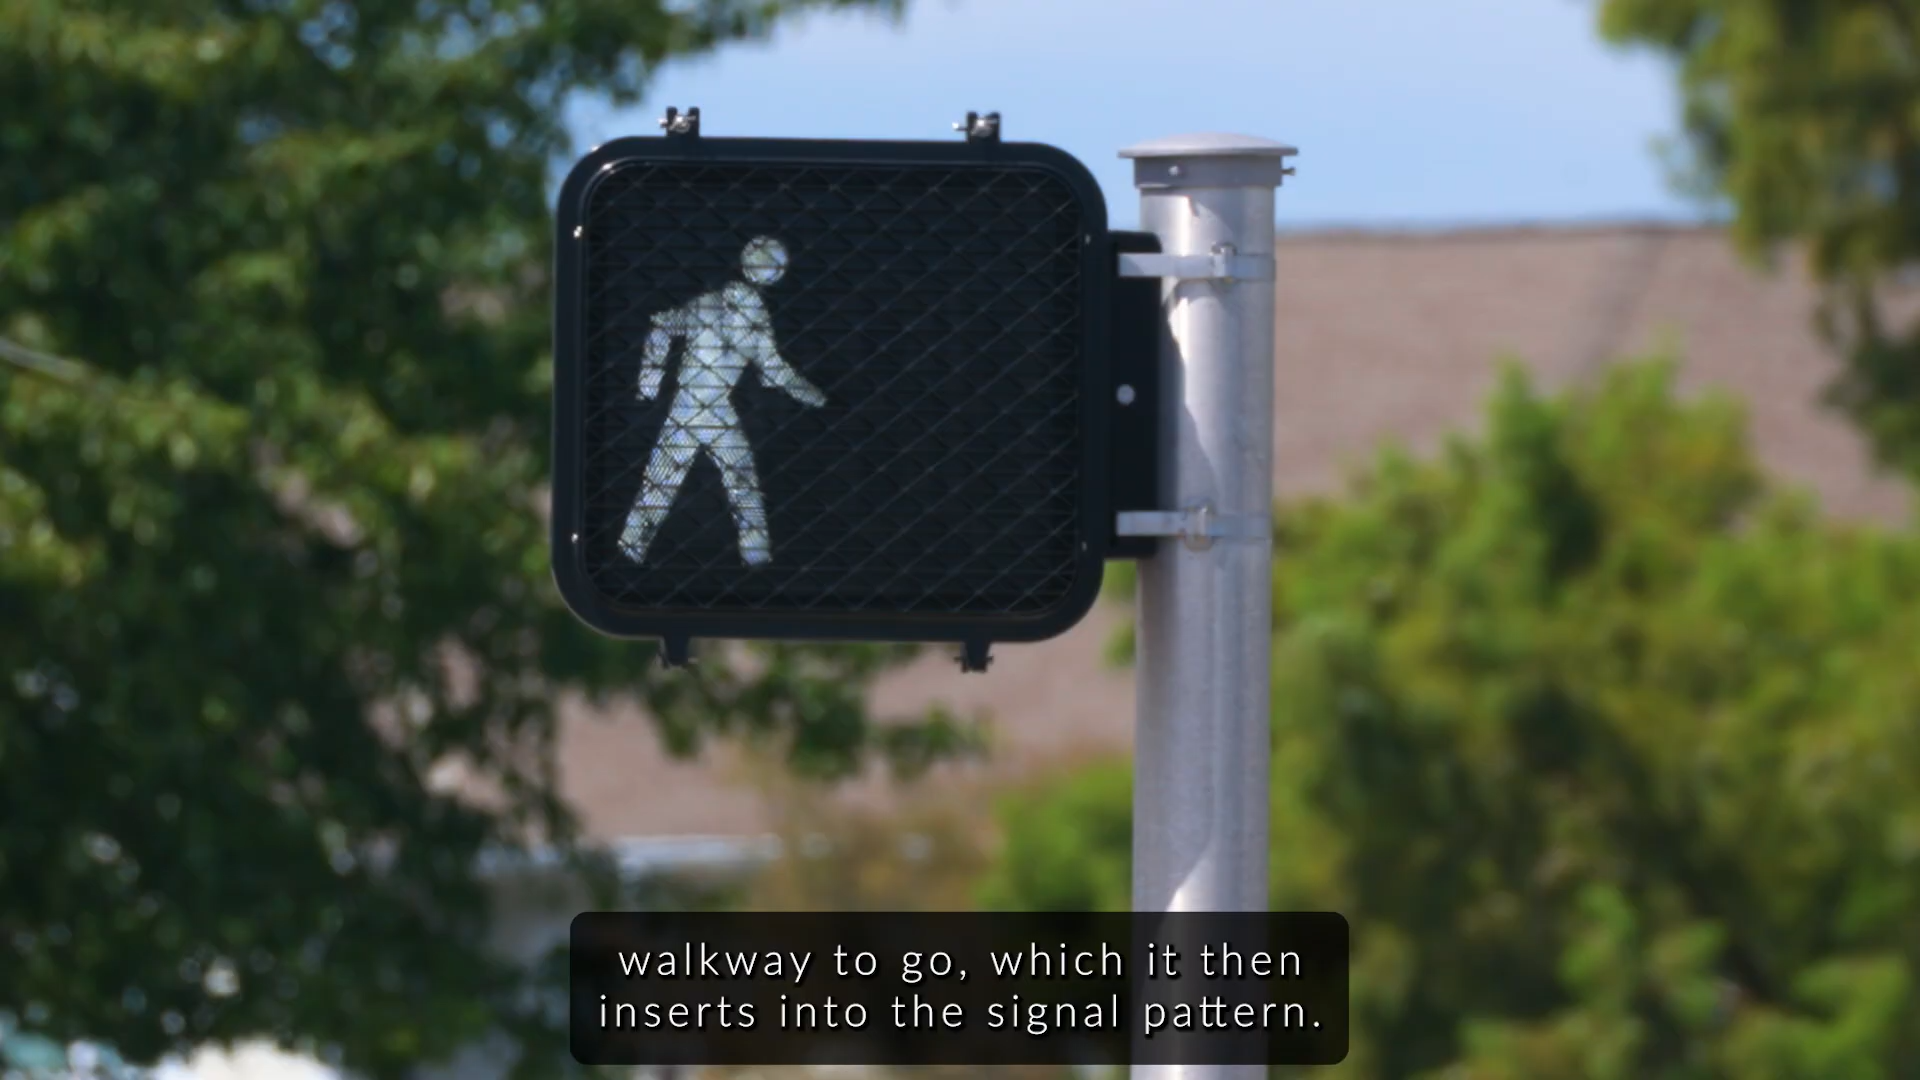 walkway to go, which it then
inserts into the signal pattern.